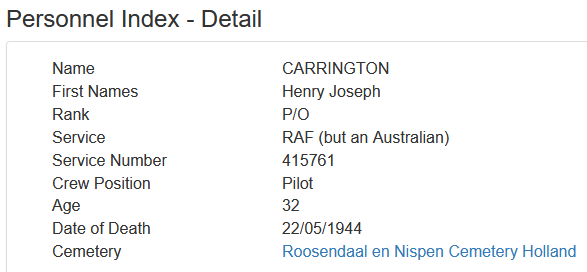 Personnel Index - Detail
Name CARRINGTON
First Names Henry Joseph
Rank P/O
Service RAF (but an Australian)
Service Number 415761
Crew Position Pilot
Age 32
Date of Death 22/05/1944
Cemetery Roosendaal en Nispen Cemetery Holland